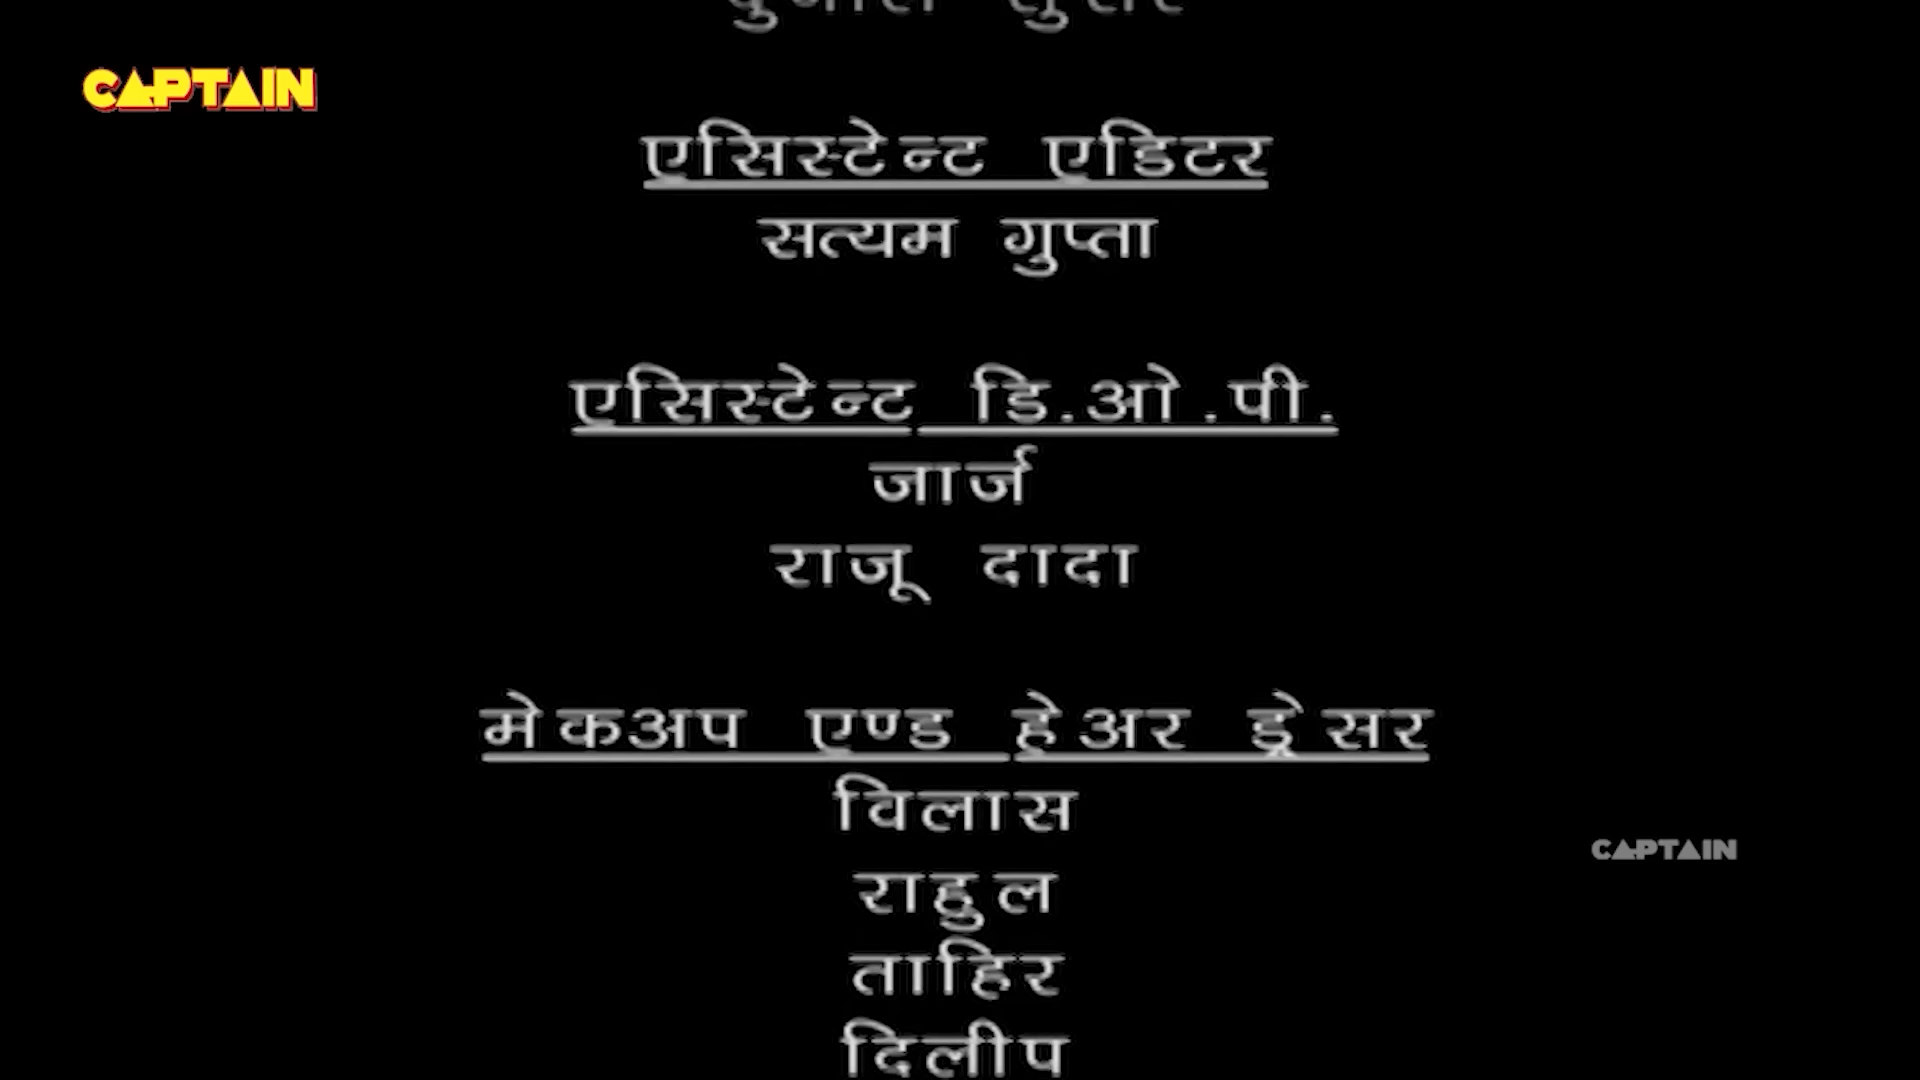 CAPTAIN
एसिस्टेन्ट एडिटर
सत्यम गुप्ता
एसिस्टेन्ट डि.ओ.पी.
जार्ज
राजू दादा
मेकअप एण्ड हेअर ड्रेसर
विलास
CAPTAIN
राहुल
ताहिर
दिलीप